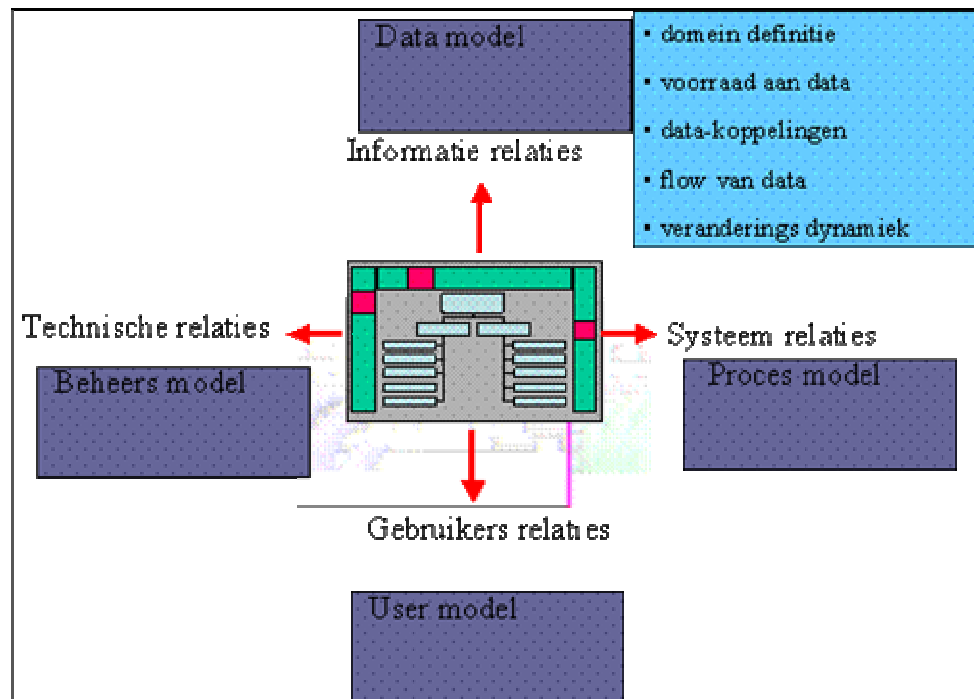 Data model
▪ domein definitie
▪ voorraad aan data
▪ data-koppelingen
▪ flow van data
▪ veranderings dynamiek
Informatie relaties
Technische relaties
Systeem relaties
Beheers model
Proces model
Gebruikers relaties
User model